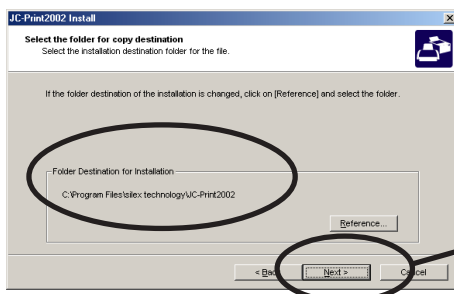 JC-Print2002 Install
Select the folder for copy destination
Select the installation destination folder for the file.
If the folder destination of the installation is changed, click on [Reference] and select the folder.
Folder Destination for Installation
C:\Program Files\silex technology\JC-Print2002
Reference...
< Back Next > Cancel